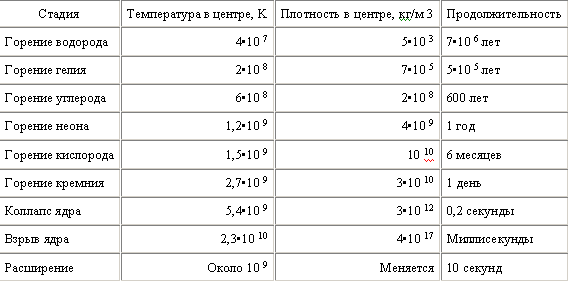 Стадия Температура в центре, К Плотность в центре, кг/м 3 Продолжительность
Горение водорода 4•10 7 5•10 3 7•10 6 лет
Горение гелия 2•10 8 7•10 5 5•10 5 лет
Горение углерода 6•10 8 2•10 8 600 лет
Горение неона 1,2•10 9 4•10 9 1 год
Горение кислорода 1,5•10 9 10 10 6 месяцев
Горение кремния 2,7•10 9 3•10 10 1 день
Коллапс ядра 5,4•10 9 3•10 12 0,2 секунды
Взрыв ядра 2,3•10 10 4•10 17 Миллисекунды
Расширение Около 10 9 Меняется 10 секунд